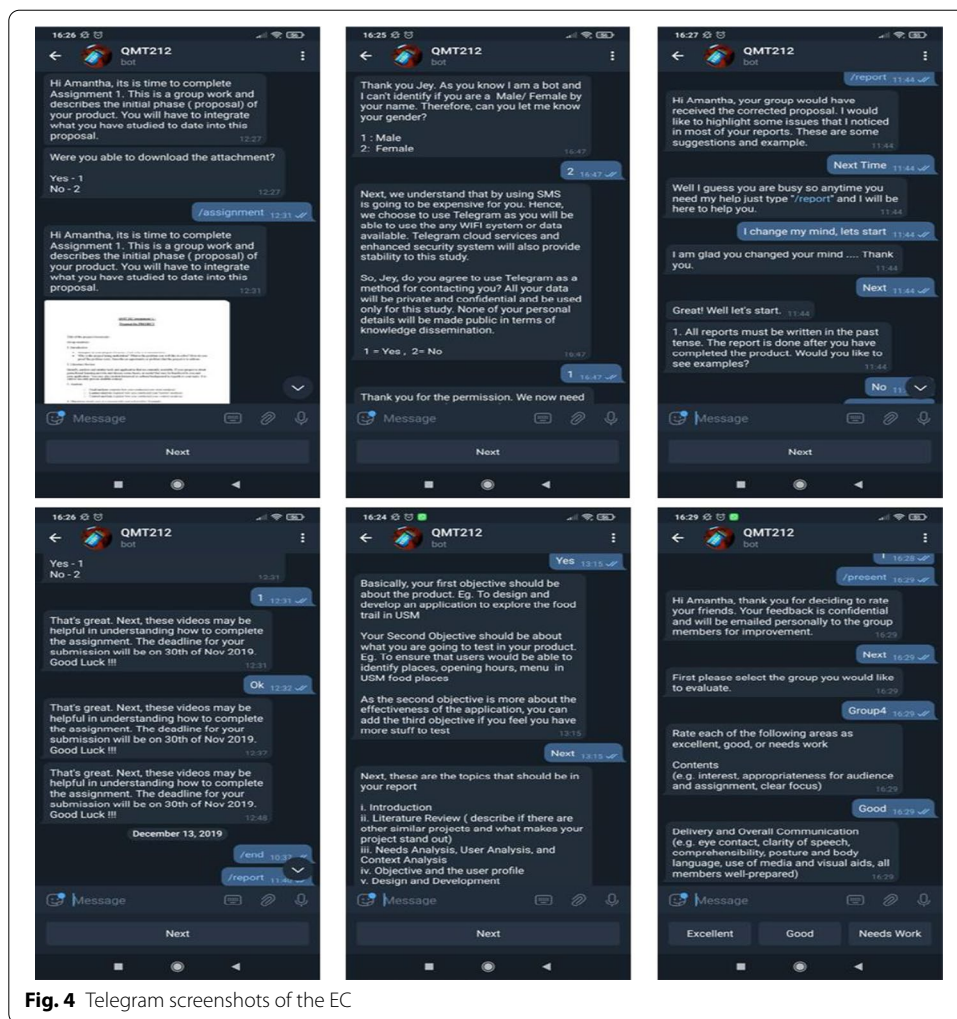 16:26
QMT212
bot
Hi Amantha, its is time to complete
Assignment 1. This is a group work and
describes the initial phase ( proposal) of
your product. You will have to integrate
what you have studied to date into this
proposal.
12:27
Were you able to download the attachment?
Yes - 1
No - 2
12:27
/assignment 12:31
Hi Amantha, its is time to complete
Assignment 1. This is a group work and
describes the initial phase ( proposal) of
your product. You will have to integrate
what you have studied to date into this
proposal.
12:31
Message
Next
16:25
QMT212
bot
Thank you Jey. As you know I am a bot and
I can't identify if you are a Male/ Female by
your name. Therefore, can you let me know
your gender?
1 : Male
2: Female
16:47
2 16:47
Next, we understand that by using SMS
is going to be expensive for you. Hence,
we choose to use Telegram as you will be
able to use the any WIFI system or data
available. Telegram cloud services and
enhanced security system will also provide
stability to this study.
So, Jey, do you agree to use Telegram as a
method for contacting you? All your data
will be private and confidential and be used
only for this study. None of your personal
details will be made public in terms of
knowledge dissemination.
1 = Yes , 2= No
16:47
1 16:47
Thank you for the permission. We now need
Message
Next
16:27
QMT212
bot
/report 11:44
Hi Amantha, your group would have
received the corrected proposal. I would
like to highlight some issues that I noticed
in most of your reports. These are some
suggestions and example.
11:44
Next Time 11:44
Well I guess you are busy so anytime you
need my help just type "/report" and I will be
here to help you.
11:44
I change my mind, lets start 11:44
I am glad you changed your mind .... Thank
you.
11:44
Next 11:44
Great! Well let's start. 11:44
1. All reports must be written in the past
tense. The report is done after you have
completed the product. Would you like to
see examples?
11:44
No
Message
Next
16:26
QMT212
bot
Yes - 1
No - 2
12:31
1 12:31
That's great. Next, these videos may be
helpful in understanding how to complete
the assignment. The deadline for your
submission will be on 30th of Nov 2019.
Good Luck !!!
12:31
Ok 12:32
That's great. Next, these videos may be
helpful in understanding how to complete
the assignment. The deadline for your
submission will be on 30th of Nov 2019.
Good Luck !!!
12:37
That's great. Next, these videos may be
helpful in understanding how to complete
the assignment. The deadline for your
submission will be on 30th of Nov 2019.
Good Luck !!!
12:48
December 13, 2019
/end 10:37
/report
Message
Next
16:24
QMT212
bot
Yes 13:15
Basically, your first objective should be
about the product. Eg. To design and
develop an application to explore the food
trail in USM
Your Second Objective should be about
what you are going to test in your product.
Eg. To ensure that users would be able to
identify places, opening hours, menu in
USM food places
As the second objective is more about the
effectiveness of the application, you can
add the third objective if you feel you have
more stuff to test
13:15
Next 13:15
Next, these are the topics that should be in
your report
i. Introduction
ii. Literature Review ( describe if there are
other similar projects and what makes your
project stand out)
iii. Needs Analysis, User Analysis, and
Context Analysis
iv. Objective and the user profile
v. Design and Development
Message
Next
16:29
QMT212
bot
1 16:28
/present 16:29
Hi Amantha, thank you for deciding to rate
your friends. Your feedback is confidential
and will be emailed personally to the group
members for improvement.
16:29
Next 16:29
First please select the group you would like
to evaluate.
16:29
Group4 16:29
Rate each of the following areas as
excellent, good, or needs work
Contents
(e.g. interest, appropriateness for audience
and assignment, clear focus)
16:29
Good 16:29
Delivery and Overall Communication
(e.g. eye contact, clarity of speech,
comprehensibility, posture and body
language, use of media and visual aids, all
members well-prepared)
16:29
Message
Excellent
Good
Needs Work
Fig. 4 Telegram screenshots of the EC